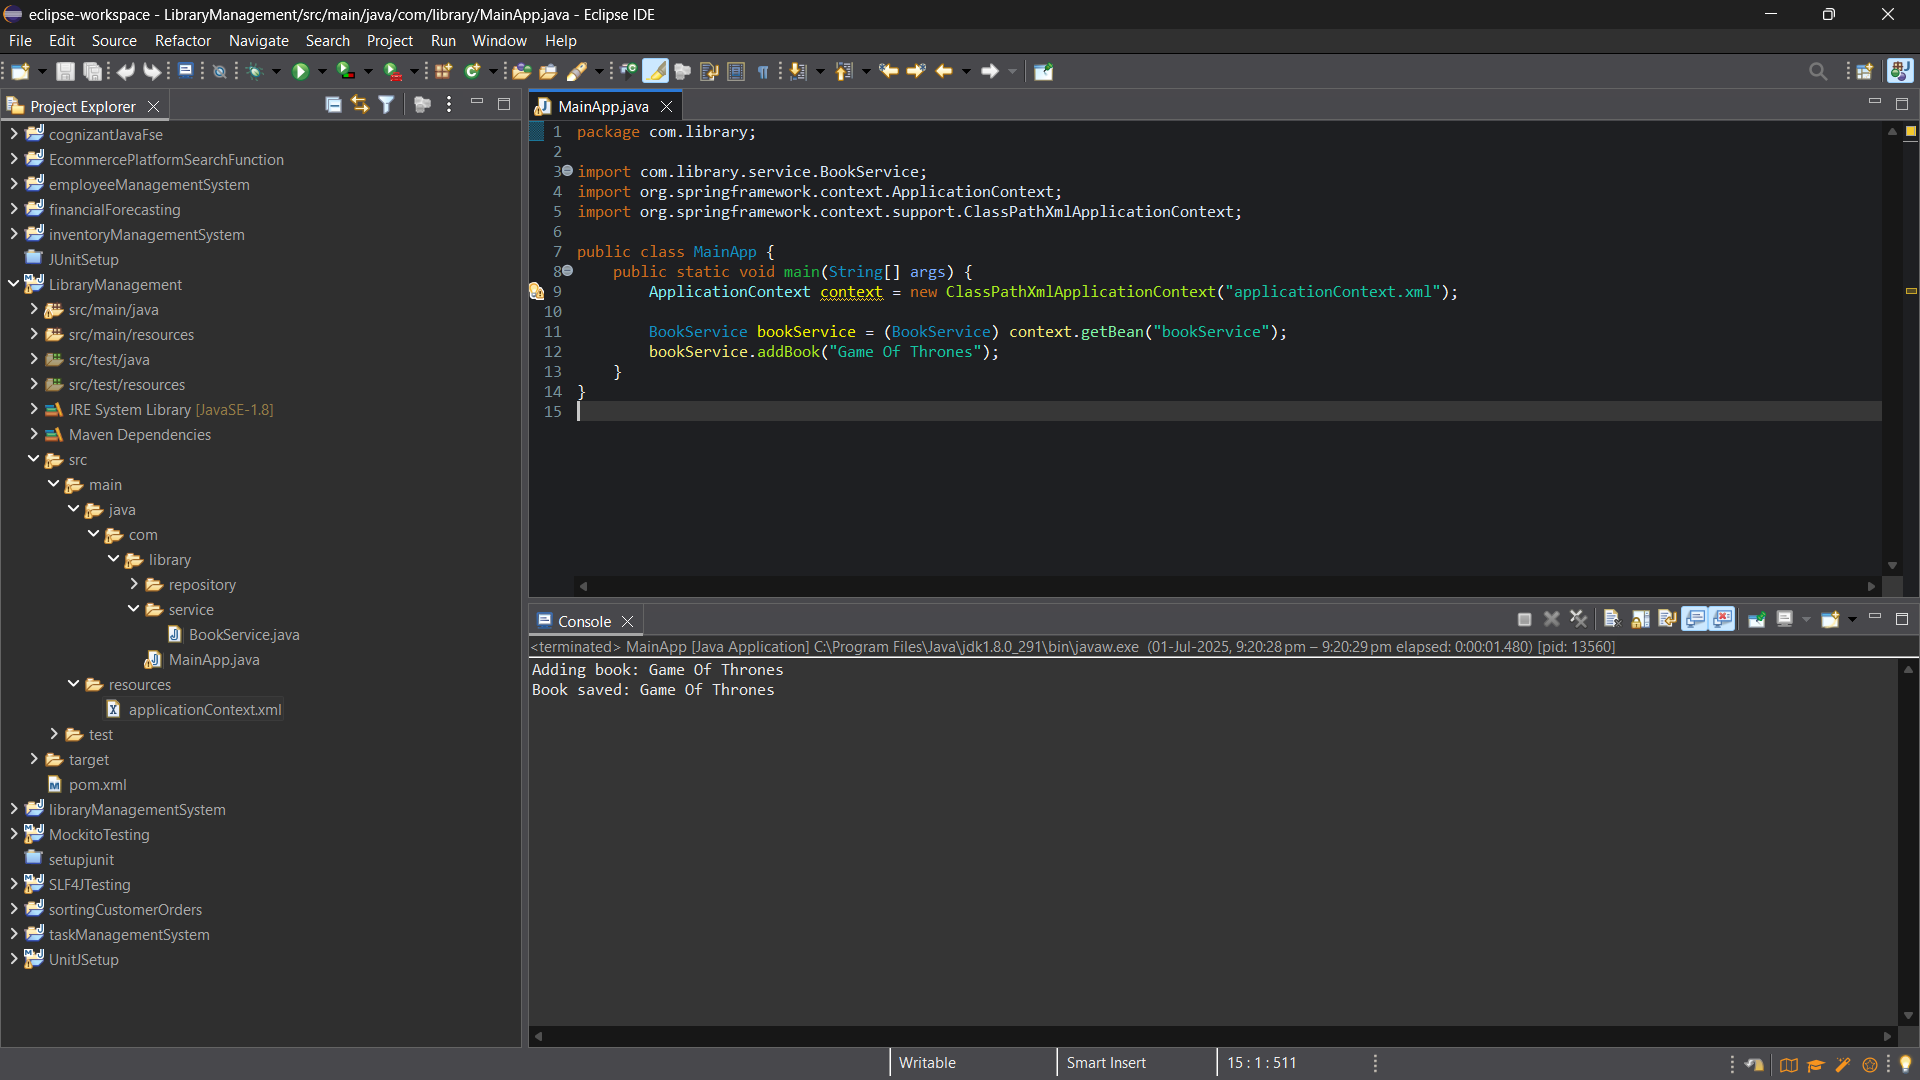 eclipse-workspace - LibraryManagement/src/main/java/com/library/MainApp.java - Eclipse IDE
File Edit Source Refactor Navigate Search Project Run Window Help
Project Explorer
cognizantJavaFse
EcommercePlatformSearchFunction
employeeManagementSystem
financialForecasting
inventoryManagementSystem
JUnitSetup
LibraryManagement
src/main/java
src/main/resources
src/test/java
src/test/resources
JRE System Library [JavaSE-1.8]
Maven Dependencies
src
main
java
com
library
repository
service
BookService.java
MainApp.java
resources
applicationContext.xml
test
target
pom.xml
libraryManagementSystem
MockitoTesting
setupjunit
SLF4JTesting
sortingCustomerOrders
taskManagementSystem
UnitJSetup
MainApp.java
1 package com.library;
2
3 import com.library.service.BookService;
4 import org.springframework.context.ApplicationContext;
5 import org.springframework.context.support.ClassPathXmlApplicationContext;
6
7 public class MainApp {
8 public static void main(String[] args) {
9 ApplicationContext context = new ClassPathXmlApplicationContext("applicationContext.xml");
10
11 BookService bookService = (BookService) context.getBean("bookService");
12 bookService.addBook("Game Of Thrones");
13 }
14 }
15
Console
<terminated> MainApp [Java Application] C:\Program Files\Java\jdk1.8.0_291\bin\javaw.exe (01-Jul-2025, 9:20:28 pm – 9:20:29 pm elapsed: 0:00:01.480) [pid: 13560]
Adding book: Game Of Thrones
Book saved: Game Of Thrones
Writable
Smart Insert
15 : 1 : 511